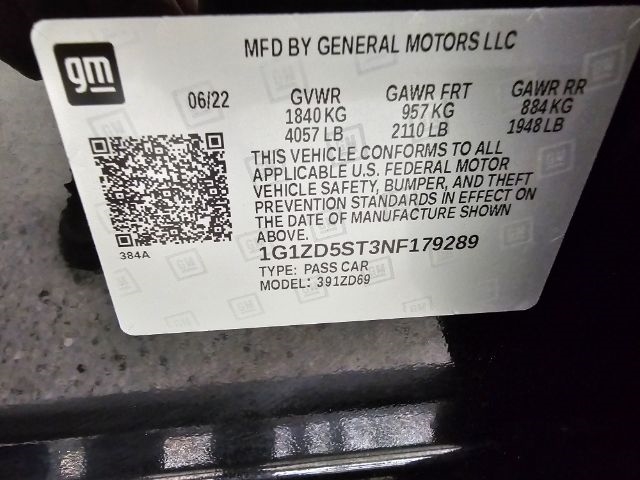 gm
MFD BY GENERAL MOTORS LLC
06/22 GVWR GAWR FRT GAWR RR
1840 KG 957 KG 884 KG
4057 LB 2110 LB 1948 LB
THIS VEHICLE CONFORMS TO ALL
APPLICABLE U.S. FEDERAL MOTOR
VEHICLE SAFETY, BUMPER, AND THEFT
PREVENTION STANDARDS IN EFFECT ON
THE DATE OF MANUFACTURE SHOWN
ABOVE.
384A
1G1ZD5ST3NF179289
TYPE: PASS CAR
MODEL: 391ZD69